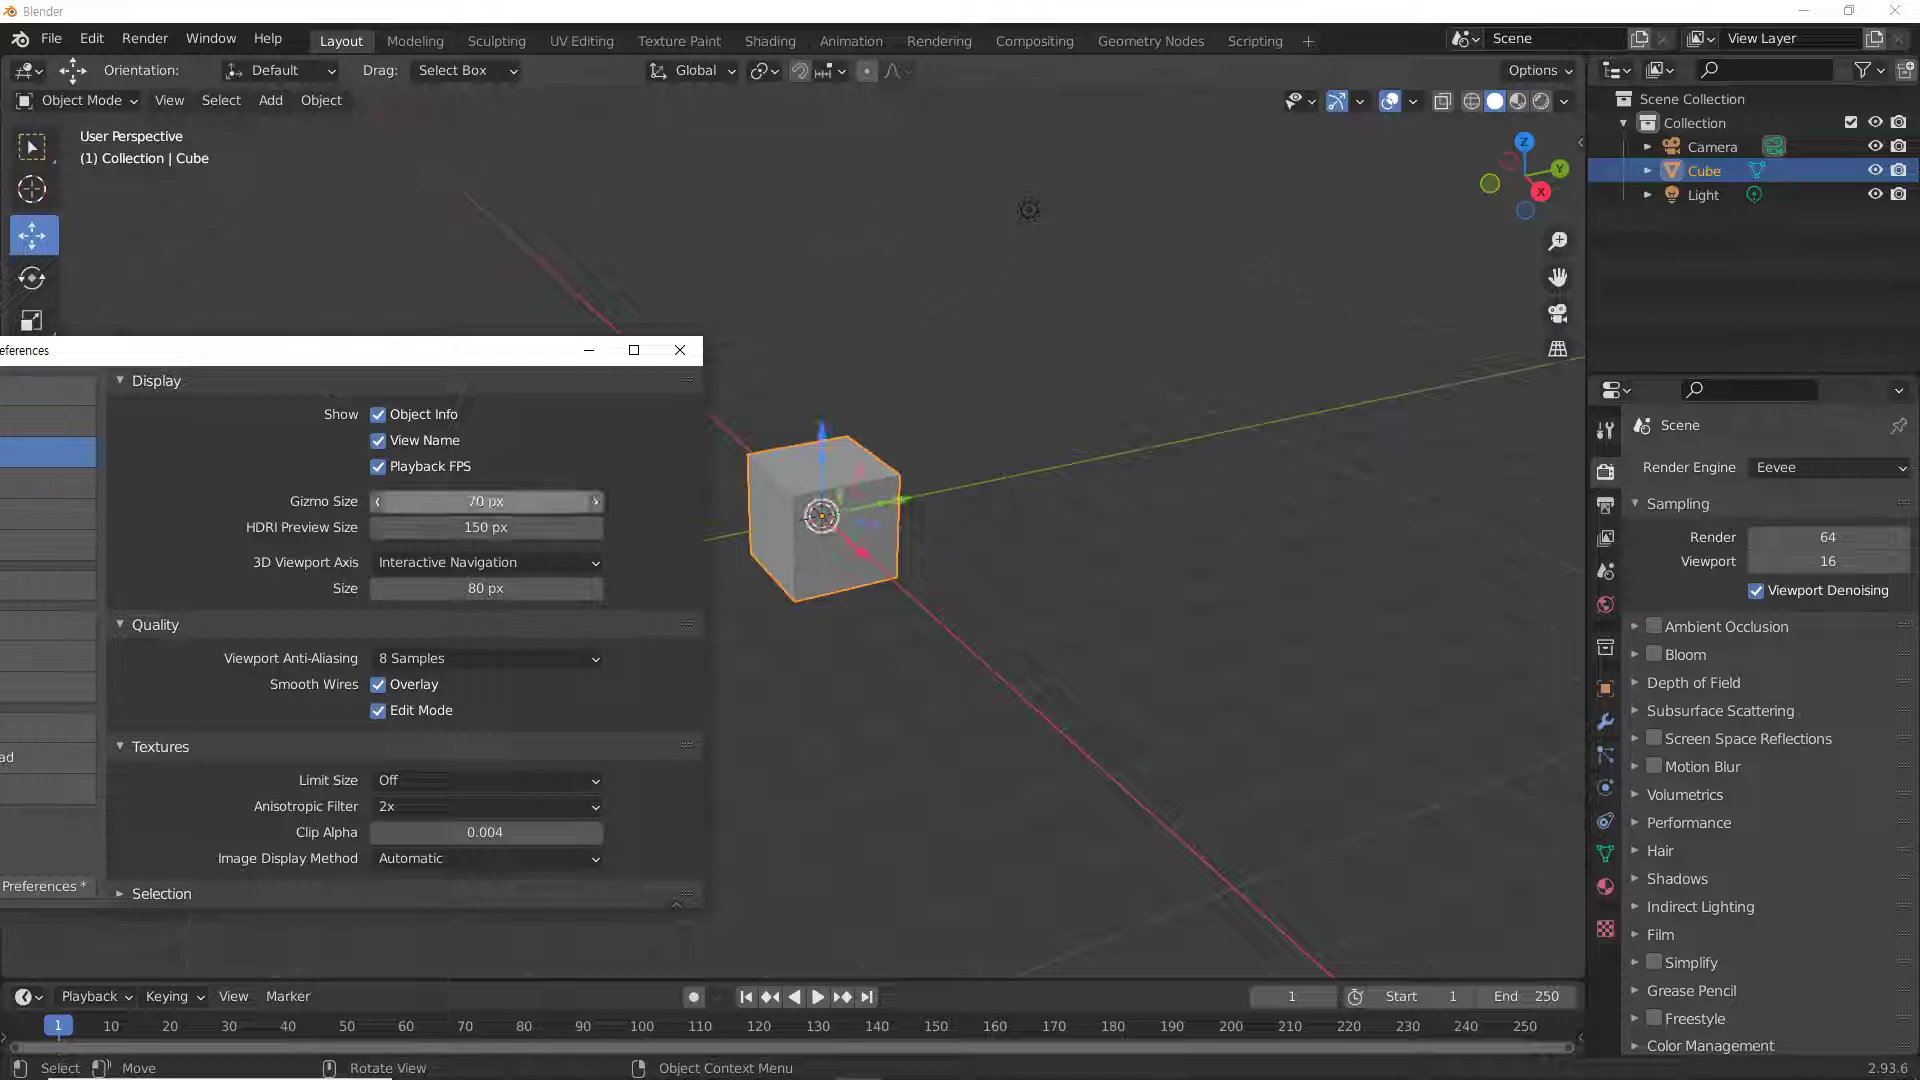 Blender
File Edit Render Window Help Layout Modeling Sculpting UV Editing Texture Paint Shading Animation Rendering Compositing Geometry Nodes Scripting + Scene View Layer
Orientation: Default Drag: Select Box Global Options
Object Mode View Select Add Object
User Perspective
(1) Collection | Cube
Z
Y
X
Scene Collection
Collection
Camera
Cube
Light
eferences
Display
Show Object Info
View Name
Playback FPS
Gizmo Size 70 px
HDRI Preview Size 150 px
3D Viewport Axis Interactive Navigation
Size 80 px
Quality
Viewport Anti-Aliasing 8 Samples
Smooth Wires Overlay
Edit Mode
Textures
ad
Limit Size Off
Anisotropic Filter 2x
Clip Alpha 0.004
Image Display Method Automatic
Preferences *
Selection
Scene
Render Engine Eevee
Sampling
Render 64
Viewport 16
Viewport Denoising
Ambient Occlusion
Bloom
Depth of Field
Subsurface Scattering
Screen Space Reflections
Motion Blur
Volumetrics
Performance
Hair
Shadows
Indirect Lighting
Film
Simplify
Grease Pencil
Freestyle
Color Management
Playback Keying View Marker 1 Start 1 End 250
1 10 20 30 40 50 60 70 80 90 100 110 120 130 140 150 160 170 180 190 200 210 220 230 240 250
Select Move Rotate View Object Context Menu 2.93.6